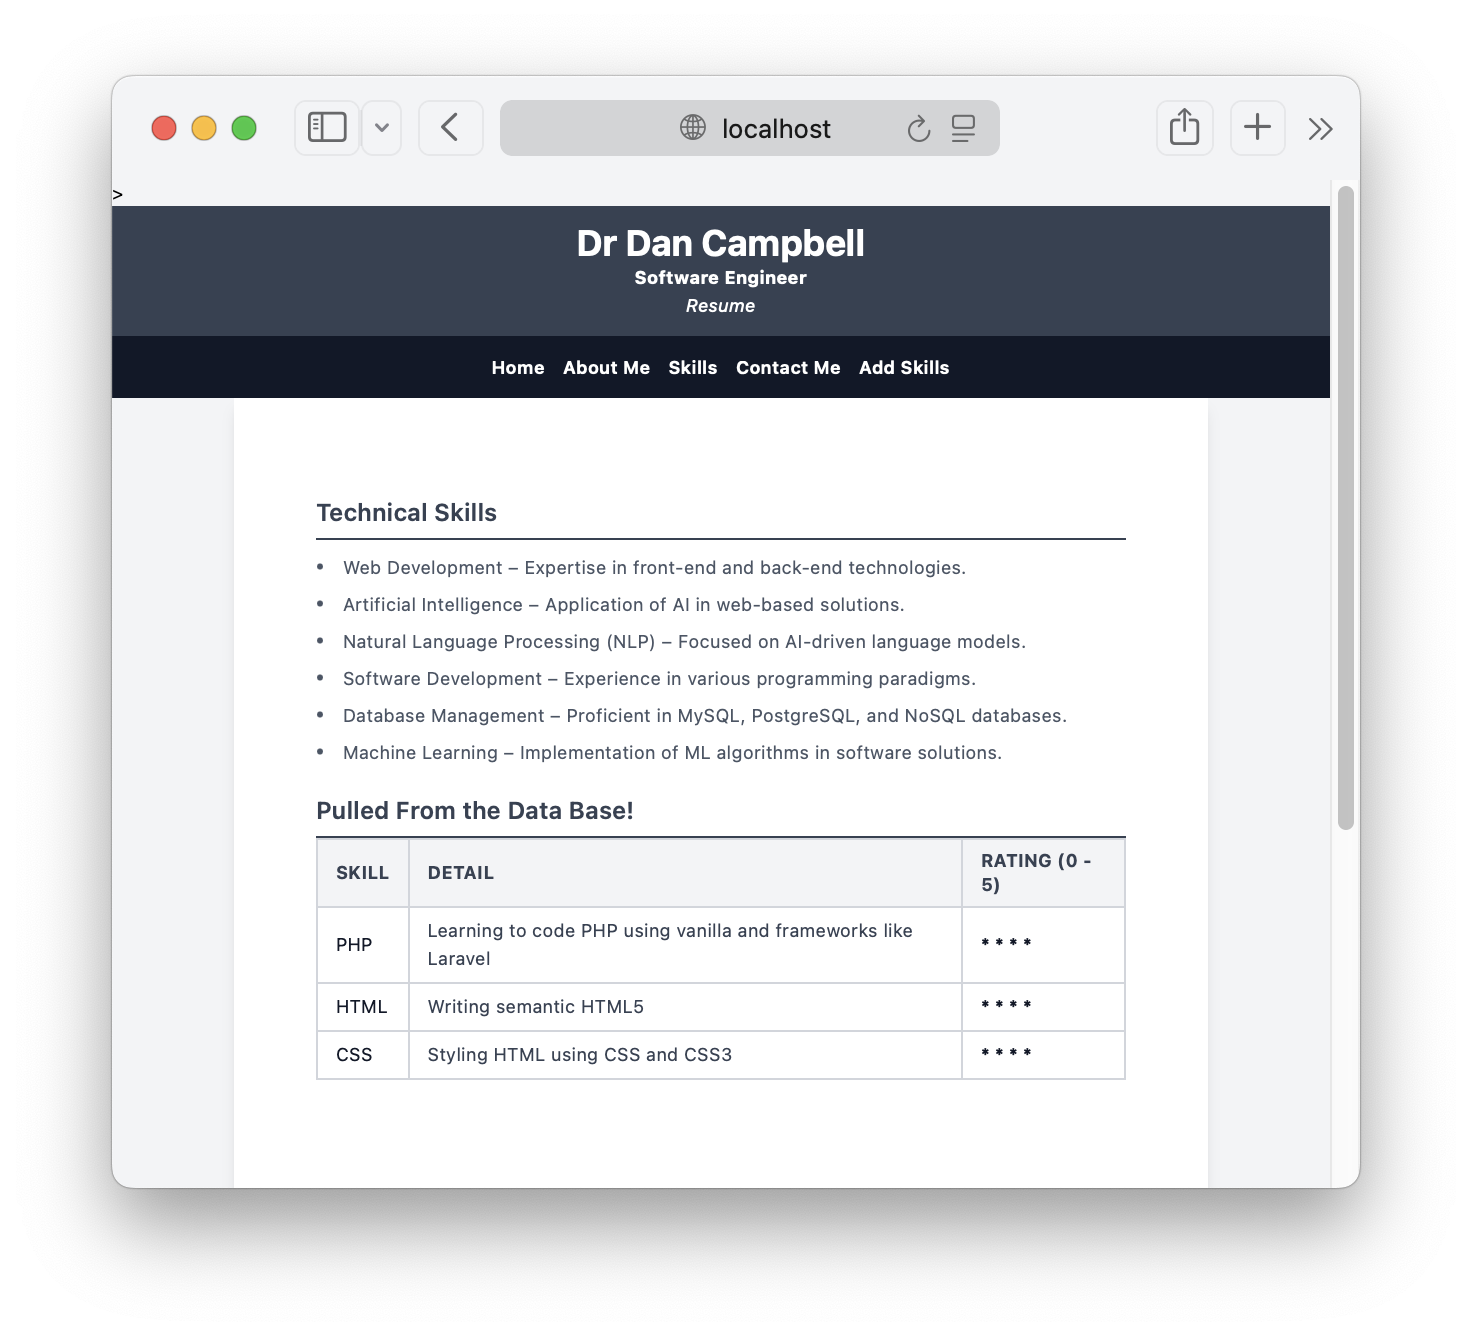 localhost
>
Dr Dan Campbell
Software Engineer
Resume
Home About Me Skills Contact Me Add Skills
Technical Skills
• Web Development – Expertise in front-end and back-end technologies.
• Artificial Intelligence – Application of AI in web-based solutions.
• Natural Language Processing (NLP) – Focused on AI-driven language models.
• Software Development – Experience in various programming paradigms.
• Database Management – Proficient in MySQL, PostgreSQL, and NoSQL databases.
• Machine Learning – Implementation of ML algorithms in software solutions.
Pulled From the Data Base!
SKILL DETAIL RATING (0 -
5)
PHP Learning to code PHP using vanilla and frameworks like
Laravel * * * *
HTML Writing semantic HTML5 * * * *
CSS Styling HTML using CSS and CSS3 * * * *